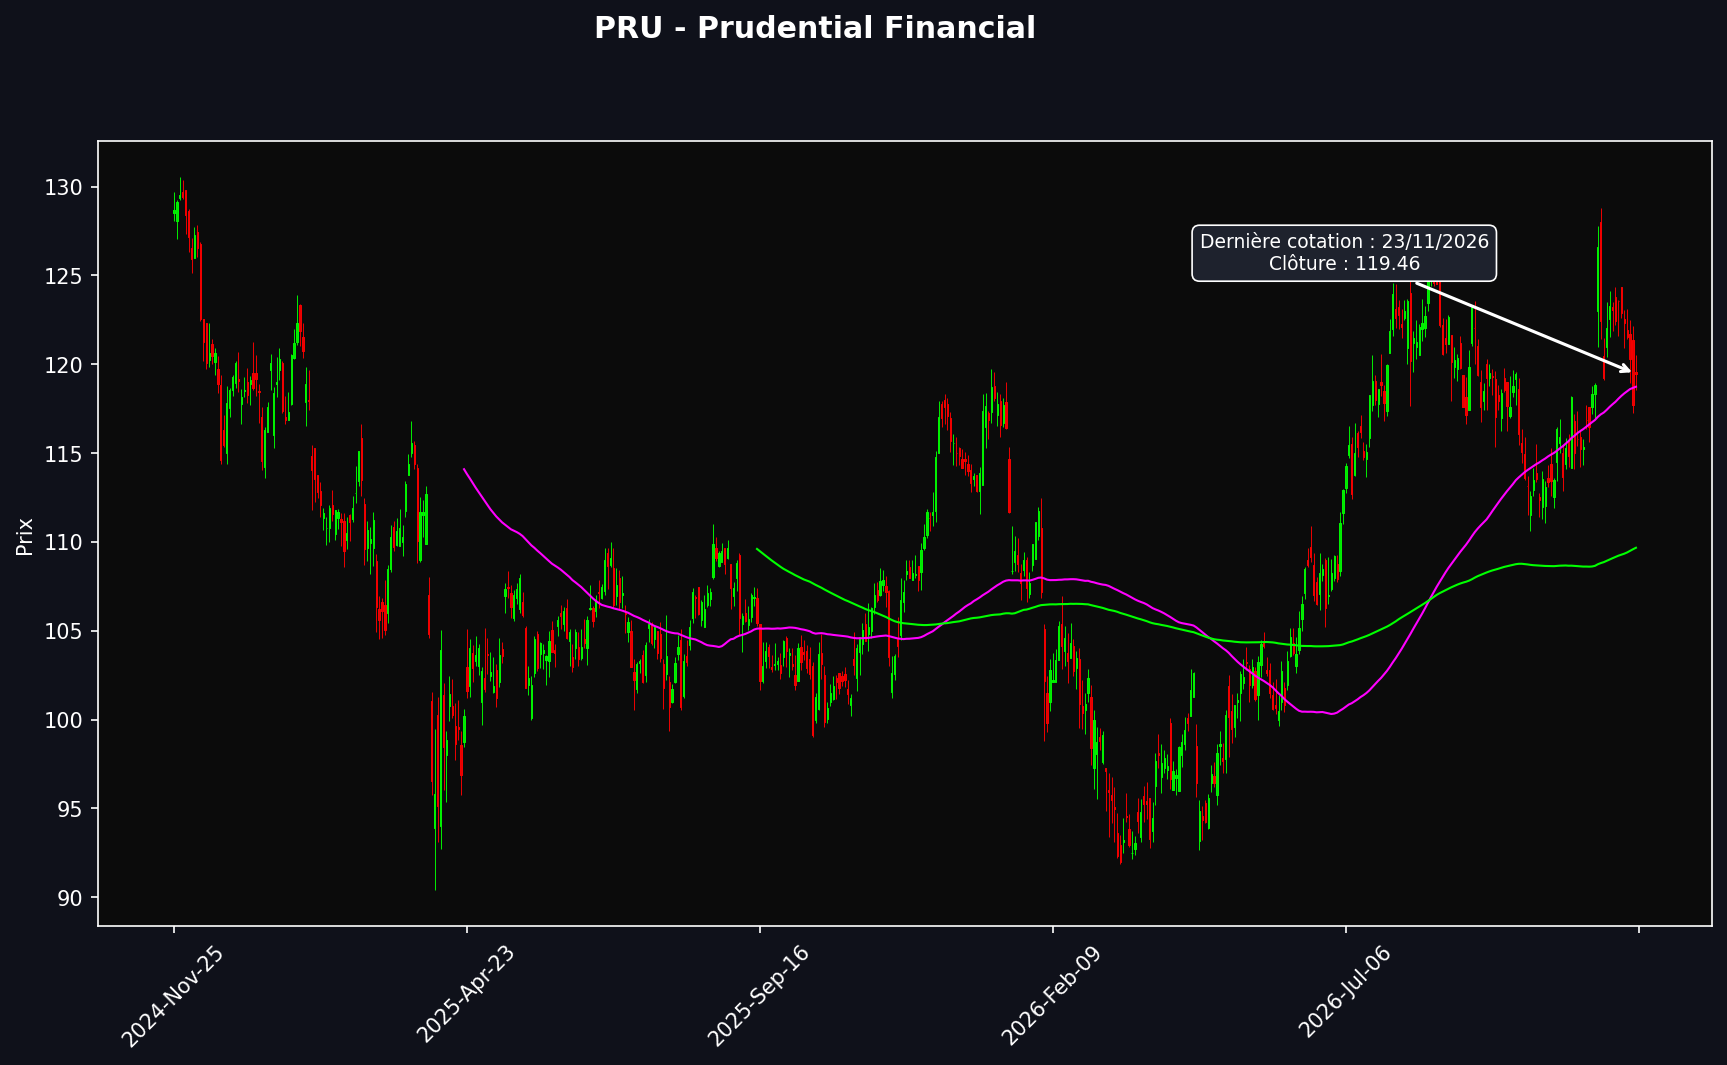 PRU - Prudential Financial
Dernière cotation : 23/11/2026
Clôture : 119.46
Prix
130
125
120
115
110
105
100
95
90
2024-Nov-25
2025-Apr-23
2025-Sep-16
2026-Feb-09
2026-Jul-06